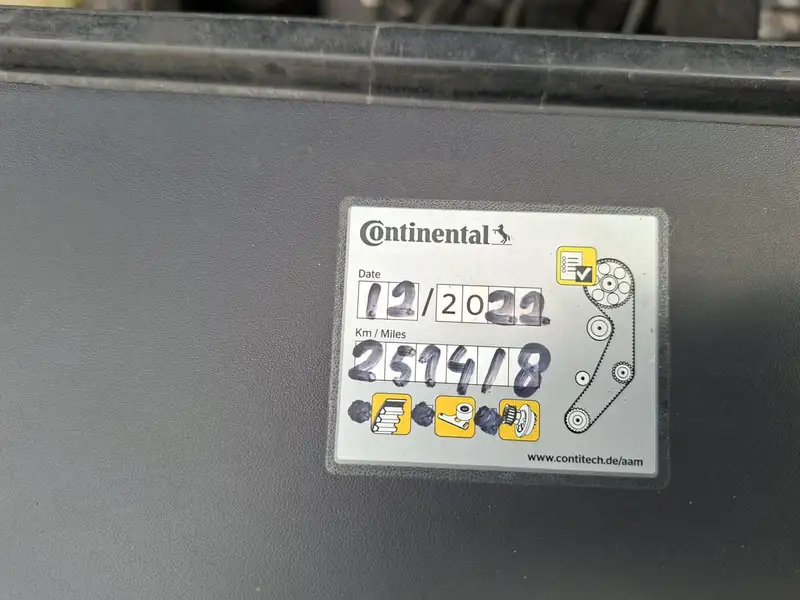 Continental
Date
12/2022
Km / Miles
251418
www.contitech.de/aam